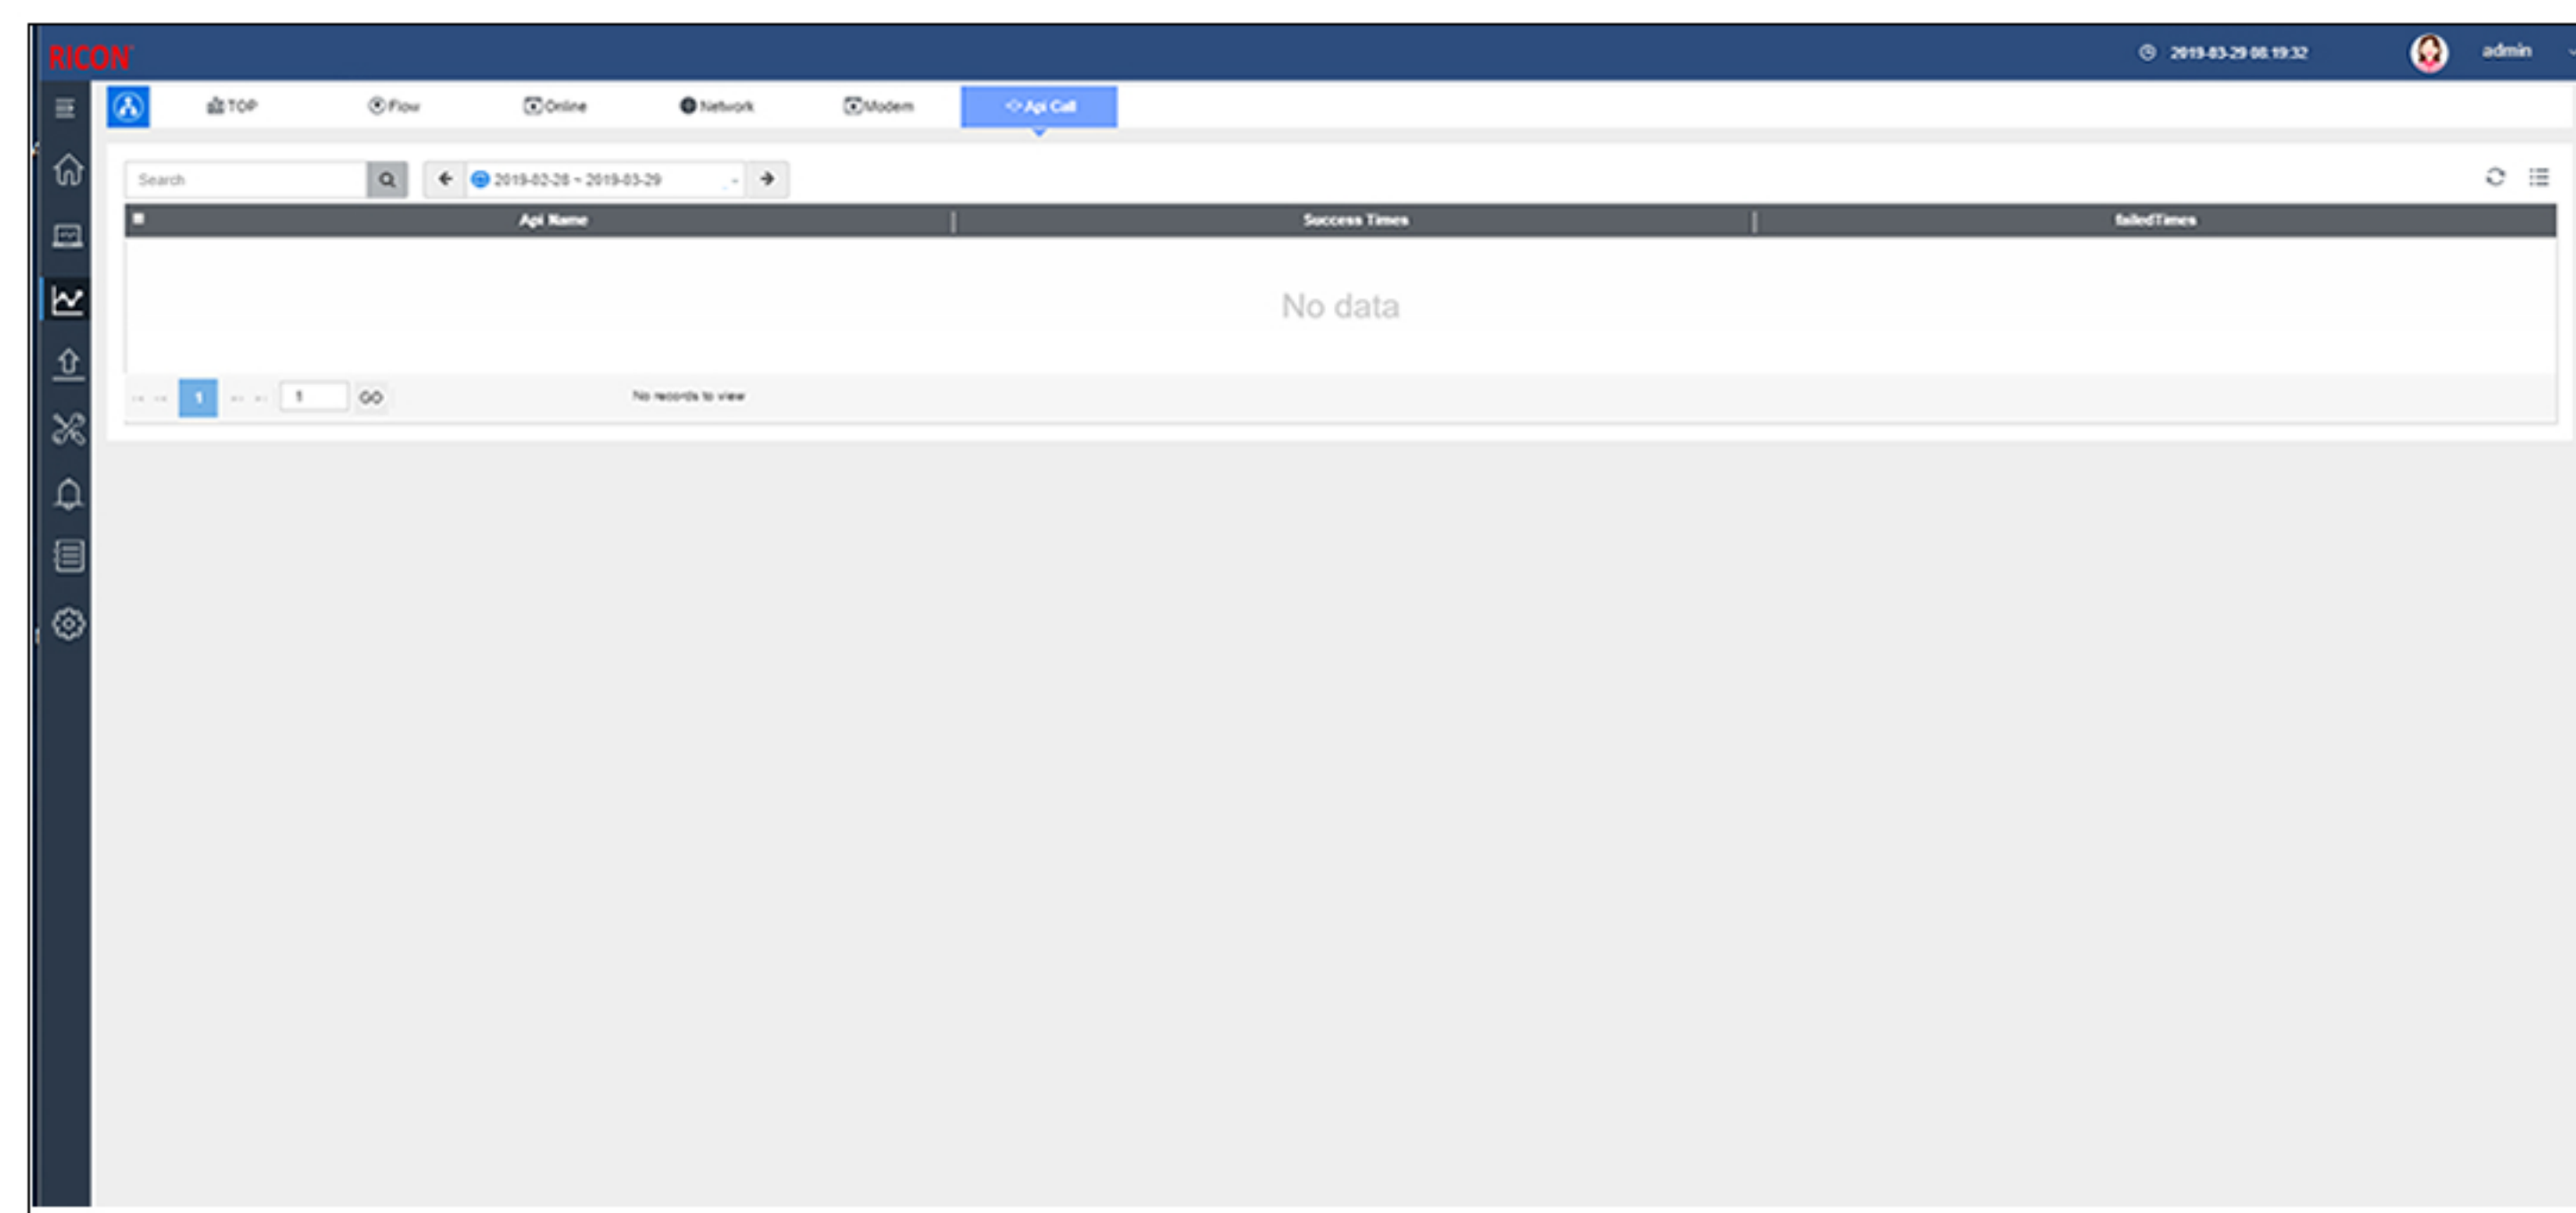 RICON
2019-03-29 08:19:32 admin
TOP Flow Online Network Modem Api Call
Search 2019-02-28 ~ 2019-03-29
Api Name Success Times failedTimes
No data
1 1 GO No records to view